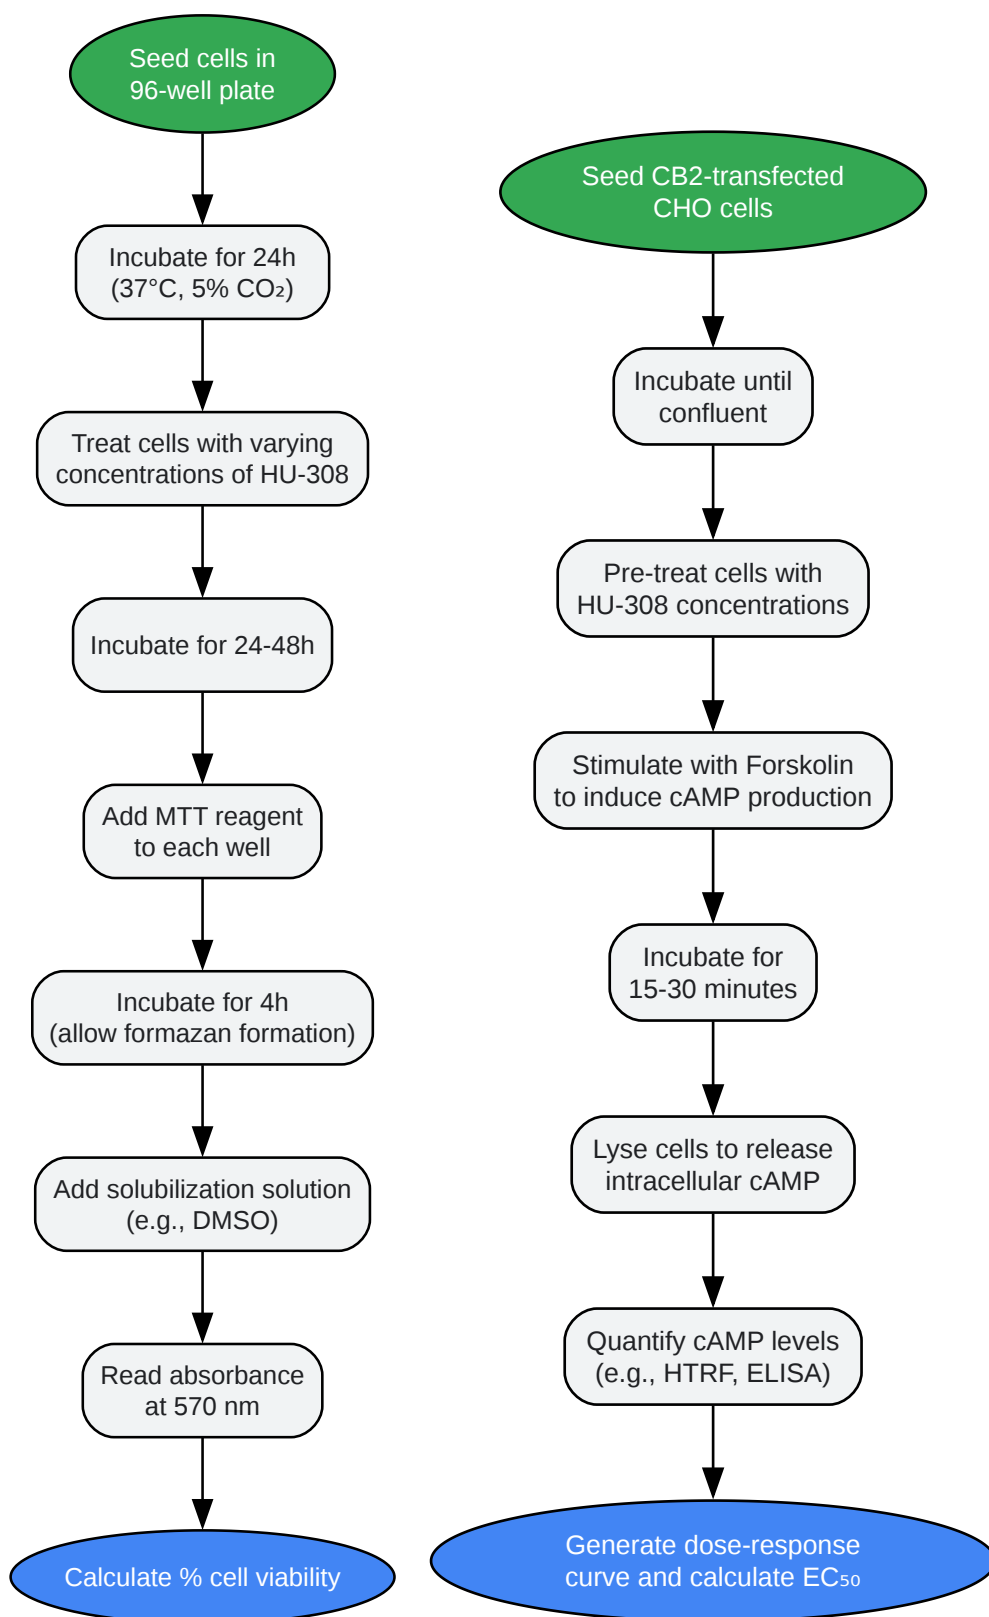 Seed cells in
96-well plate
Incubate for 24h
(37°C, 5% CO₂)
Treat cells with varying
concentrations of HU-308
Incubate for 24-48h
Add MTT reagent
to each well
Incubate for 4h
(allow formazan formation)
Add solubilization solution
(e.g., DMSO)
Read absorbance
at 570 nm
Calculate % cell viability
Seed CB2-transfected
CHO cells
Incubate until
confluent
Pre-treat cells with
HU-308 concentrations
Stimulate with Forskolin
to induce cAMP production
Incubate for
15-30 minutes
Lyse cells to release
intracellular cAMP
Quantify cAMP levels
(e.g., HTRF, ELISA)
Generate dose-response
curve and calculate EC₅₀